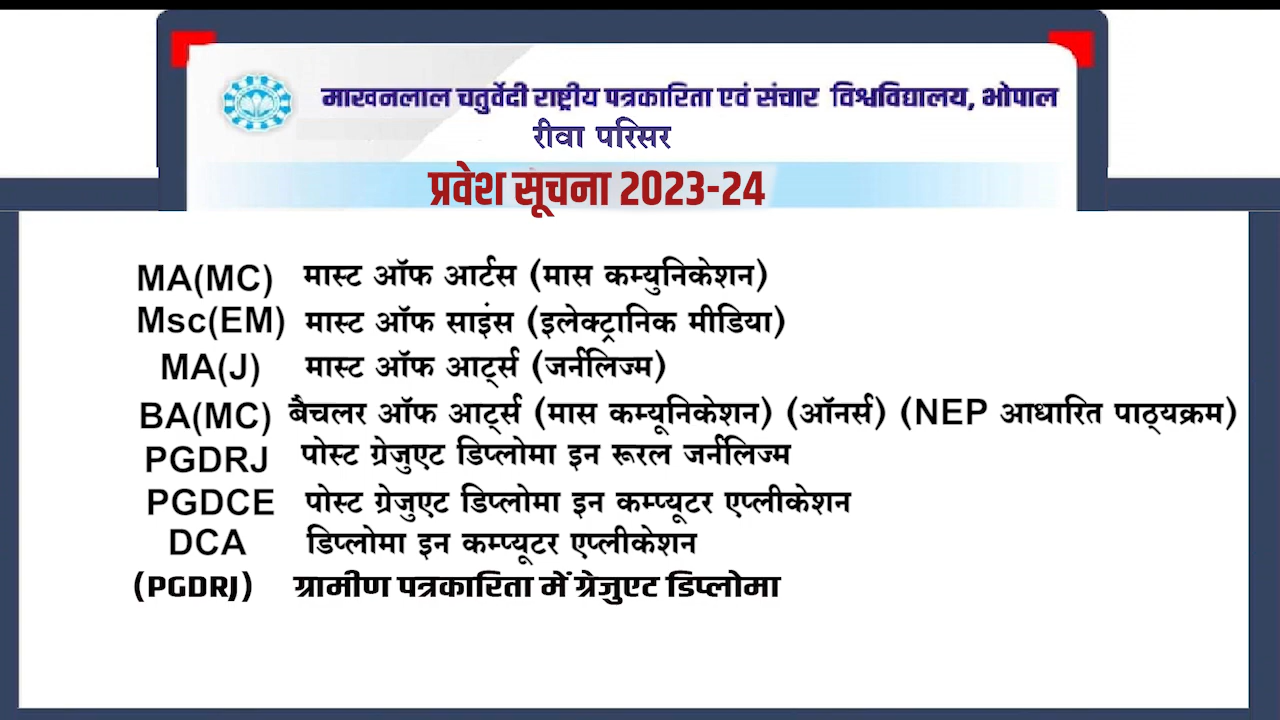 माखनलाल चतुर्वेदी राष्ट्रीय पत्रकारिता एवं संचार विश्वविद्यालय, भोपाल
रीवा परिसर
प्रवेश सूचना 2023-24
MA(MC) मास्ट ऑफ आर्टस (मास कम्युनिकेशन)
Msc(EM) मास्ट ऑफ साइंस (इलेक्ट्रानिक मीडिया)
MA(J) मास्ट ऑफ आर्ट्स (जर्नलिज्म)
BA(MC) बैचलर ऑफ आर्ट्स (मास कम्यूनिकेशन) (ऑनर्स) (NEP आधारित पाठ्यक्रम)
PGDRJ पोस्ट ग्रेजुएट डिप्लोमा इन रूरल जर्नलिज्म
PGDCE पोस्ट ग्रेजुएट डिप्लोमा इन कम्प्यूटर एप्लीकेशन
DCA डिप्लोमा इन कम्प्यूटर एप्लीकेशन
(PGDRJ) ग्रामीण पत्रकारिता में ग्रेजुएट डिप्लोमा